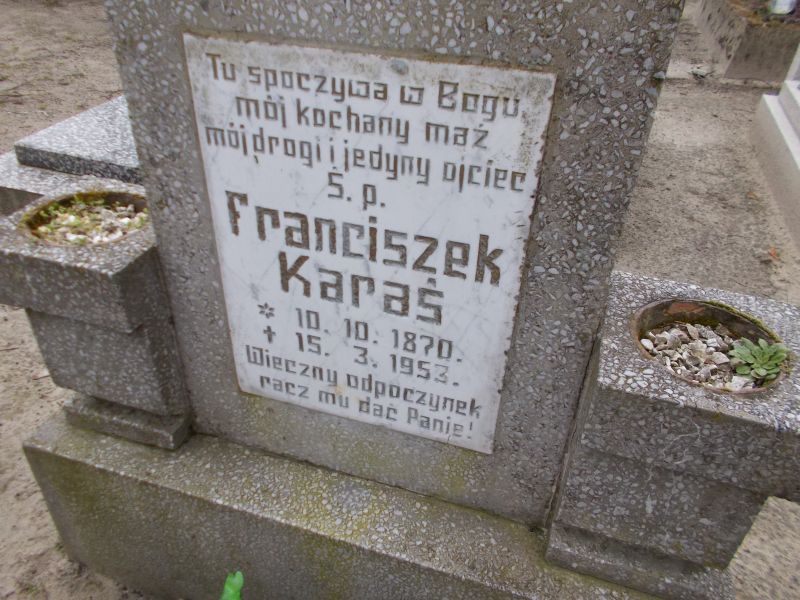 Tu spoczywa w Bogu
mój kochany mąż
mój drogi i jedyny ojciec
Ś. p.
Franciszek
Karaś
* 10. 10. 1870.
✝ 15. 3. 1953.
Wieczny odpoczynek
racz mu dać Panie!